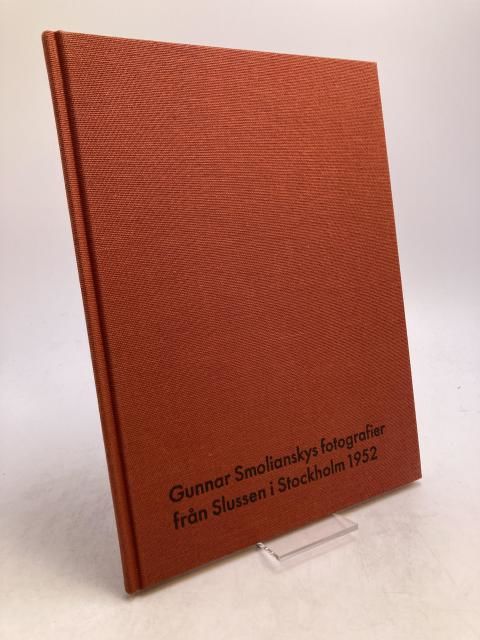 Gunnar Smolianskys fotografier
från Slussen i Stockholm 1952